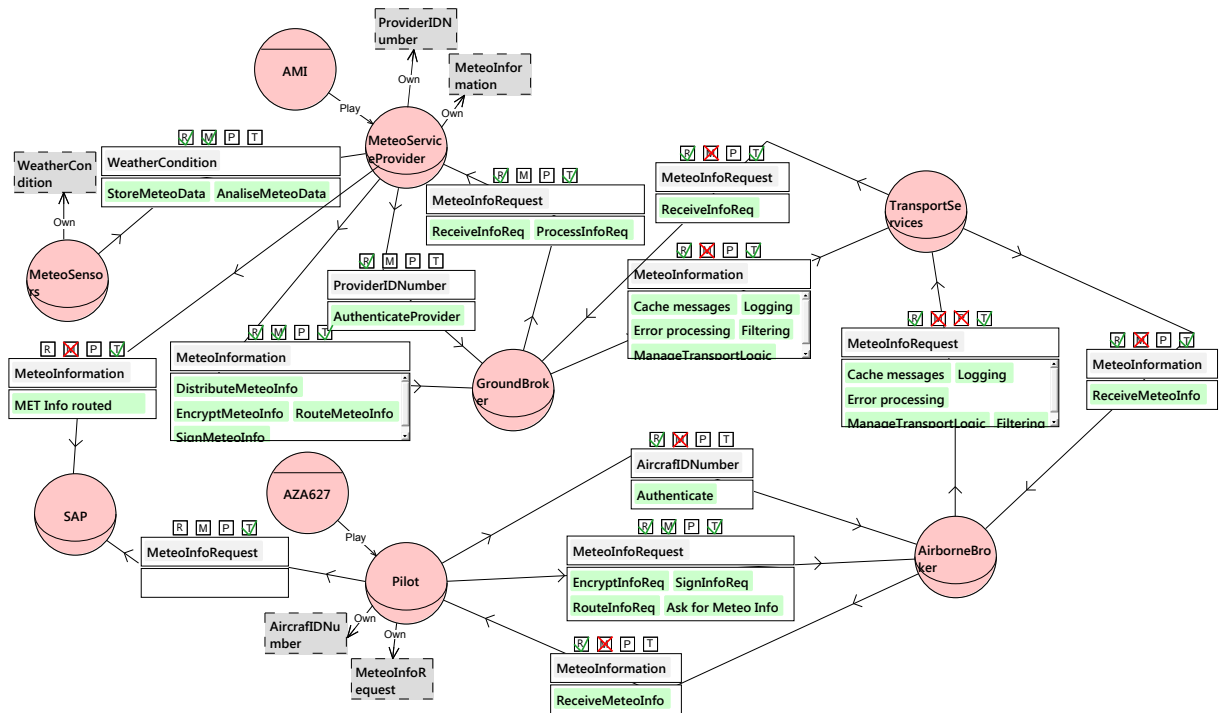 ProviderIDN
umber
AMI
MeteoInfor
mation
Own
Own
Play
MeteoServic
eProvider
R M P T
WeatherCondition
StoreMeteoData AnaliseMeteoData
WeatherCon
dition
Own
MeteoSenso
rs
R M P T
MeteoInfoRequest
ReceiveInfoReq ProcessInfoReq
R M P T
MeteoInfoRequest
ReceiveInfoReq
TransportSe
rvices
R M P T
ProviderIDNumber
AuthenticateProvider
R M P T
MeteoInformation
Cache messages Logging
Error processing Filtering
ManageTransportLogic
R M P T
MeteoInformation
MET Info routed
R M P T
MeteoInformation
DistributeMeteoInfo
EncryptMeteoInfo RouteMeteoInfo
SignMeteoInfo
GroundBrok
er
R M P T
MeteoInfoRequest
Cache messages Logging
Error processing
ManageTransportLogic Filtering
R M P T
MeteoInformation
ReceiveMeteoInfo
SAP
AZA627
Play
R M P T
MeteoInfoRequest
Pilot
R M P T
AircrafIDNumber
Authenticate
R M P T
MeteoInfoRequest
EncryptInfoReq SignInfoReq
RouteInfoReq Ask for Meteo Info
AirborneBro
ker
Own
Own
AircrafIDNu
mber
MeteoInfoR
equest
R M P T
MeteoInformation
ReceiveMeteoInfo